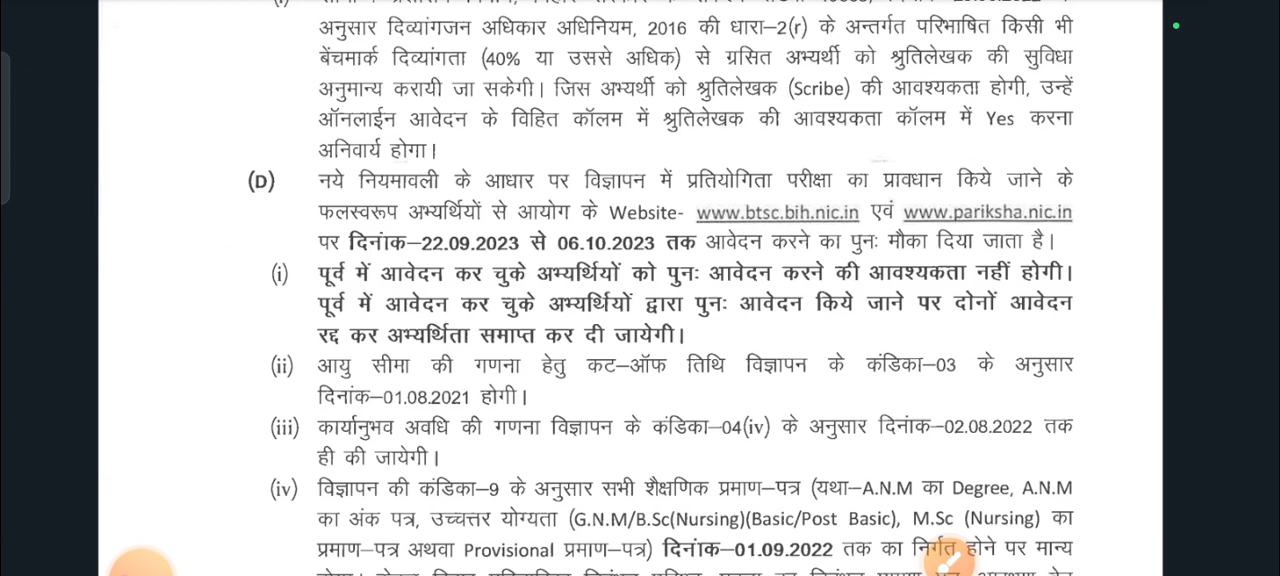 अनुसार दिव्यांगजन अधिकार अधिनियम, 2016 की धारा–2(r) के अन्तर्गत परिभाषित किसी भी
बेंचमार्क दिव्यांगता (40% या उससे अधिक) से ग्रसित अभ्यर्थी को श्रुतिलेखक की सुविधा
अनुमान्य करायी जा सकेगी। जिस अभ्यर्थी को श्रुतिलेखक (Scribe) की आवश्यकता होगी, उन्हें
ऑनलाईन आवेदन के विहित कॉलम में श्रुतिलेखक की आवश्यकता कॉलम में Yes करना
अनिवार्य होगा।
(D) नये नियमावली के आधार पर विज्ञापन में प्रतियोगिता परीक्षा का प्रावधान किये जाने के
फलस्वरूप अभ्यर्थियों से आयोग के Website- www.btsc.bih.nic.in एवं www.pariksha.nic.in
पर दिनांक–22.09.2023 से 06.10.2023 तक आवेदन करने का पुनः मौका दिया जाता है।
(i) पूर्व में आवेदन कर चुके अभ्यर्थियों को पुनः आवेदन करने की आवश्यकता नहीं होगी।
पूर्व में आवेदन कर चुके अभ्यर्थियों द्वारा पुनः आवेदन किये जाने पर दोनों आवेदन
रद्द कर अभ्यर्थिता समाप्त कर दी जायेगी।
(ii) आयु सीमा की गणना हेतु कट–ऑफ तिथि विज्ञापन के कंडिका–03 के अनुसार
दिनांक–01.08.2021 होगी।
(iii) कार्यानुभव अवधि की गणना विज्ञापन के कंडिका–04(iv) के अनुसार दिनांक–02.08.2022 तक
ही की जायेगी।
(iv) विज्ञापन की कंडिका–9 के अनुसार सभी शैक्षणिक प्रमाण–पत्र (यथा–A.N.M का Degree, A.N.M
का अंक पत्र, उच्चत्तर योग्यता (G.N.M/B.Sc(Nursing)(Basic/Post Basic), M.Sc (Nursing) का
प्रमाण–पत्र अथवा Provisional प्रमाण–पत्र) दिनांक–01.09.2022 तक का निर्गत होने पर मान्य